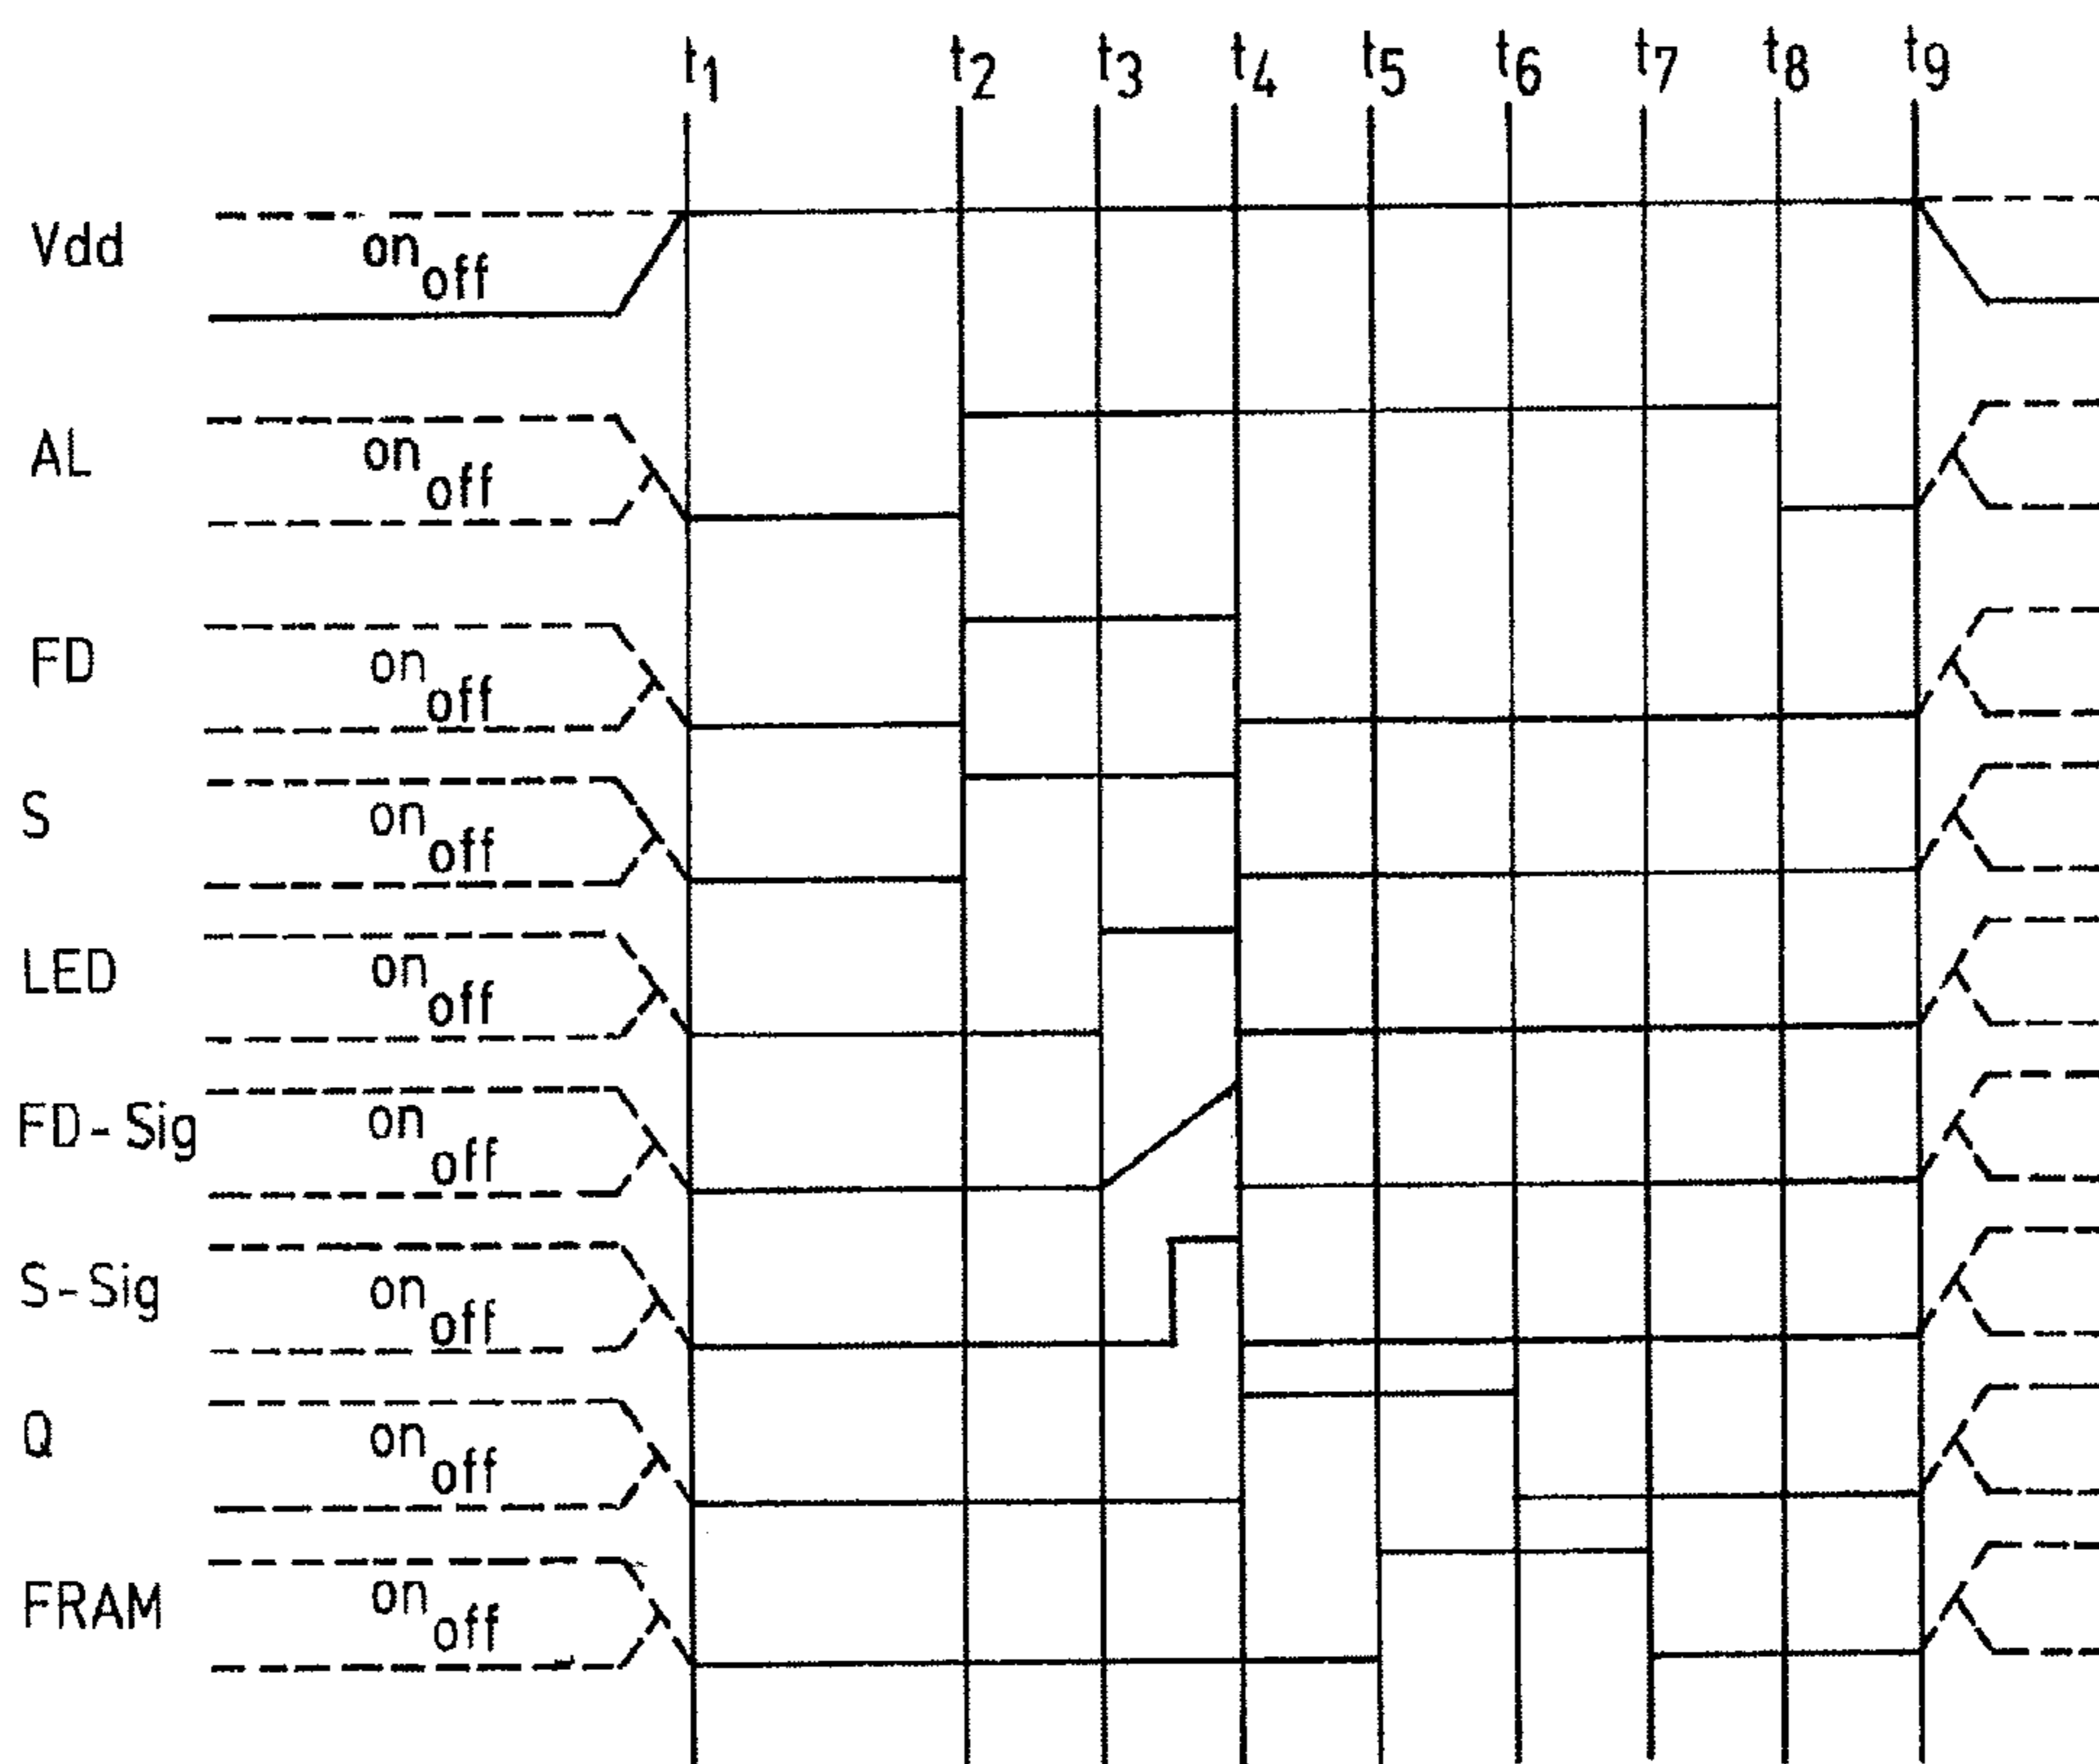 t1 t2 t3 t4 t5 t6 t7 t8 t9
Vdd on off
AL on off
FD on off
S on off
LED on off
FD-Sig on off
S-Sig on off
Q on off
FRAM on off